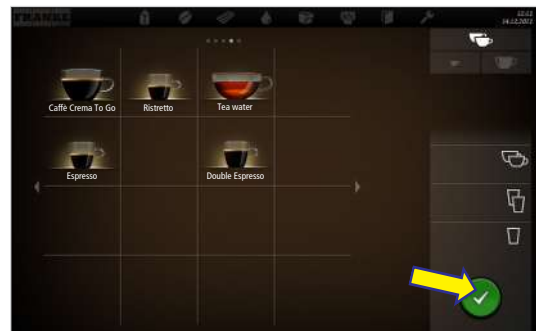 FRANKE
Caffè Crema To Go
Ristretto
Tea water
Espresso
Double Espresso